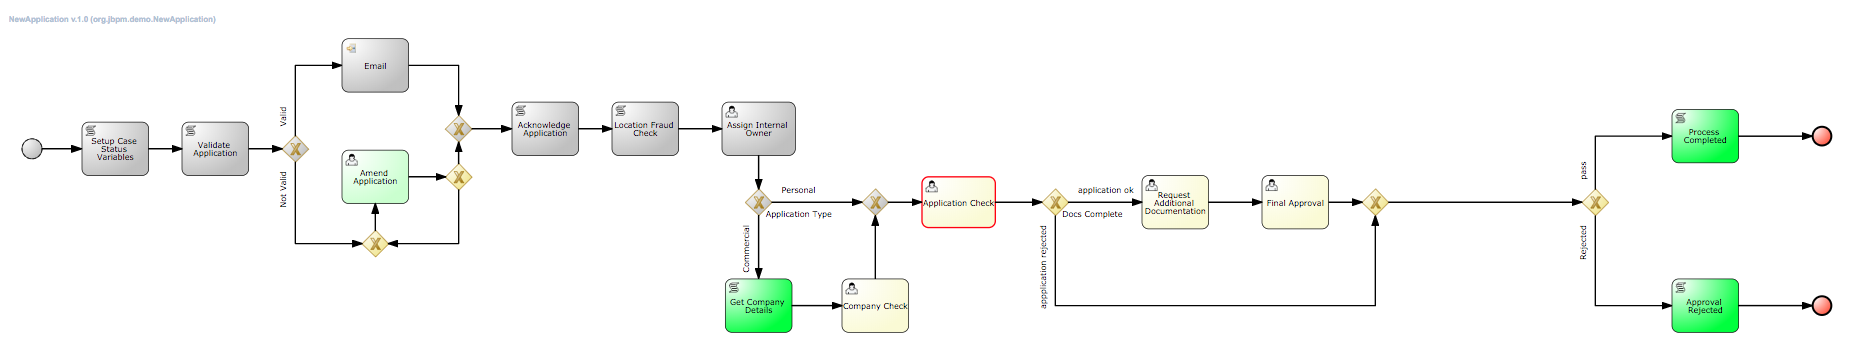 NewApplication v.1.0 (org.jbpm.demo.NewApplication)
Setup Case
Status
Variables
Validate
Application
Valid
Not Valid
Email
Amend
Application
Acknowledge
Application
Location Fraud
Check
Assign Internal
Owner
Personal
Application Type
Commercial
Get Company
Details
Company Check
Application Check
application ok
Docs Complete
appplication rejected
Request
Additional
Documentation
Final Approval
pass
Rejected
Process
Completed
Approval
Rejected